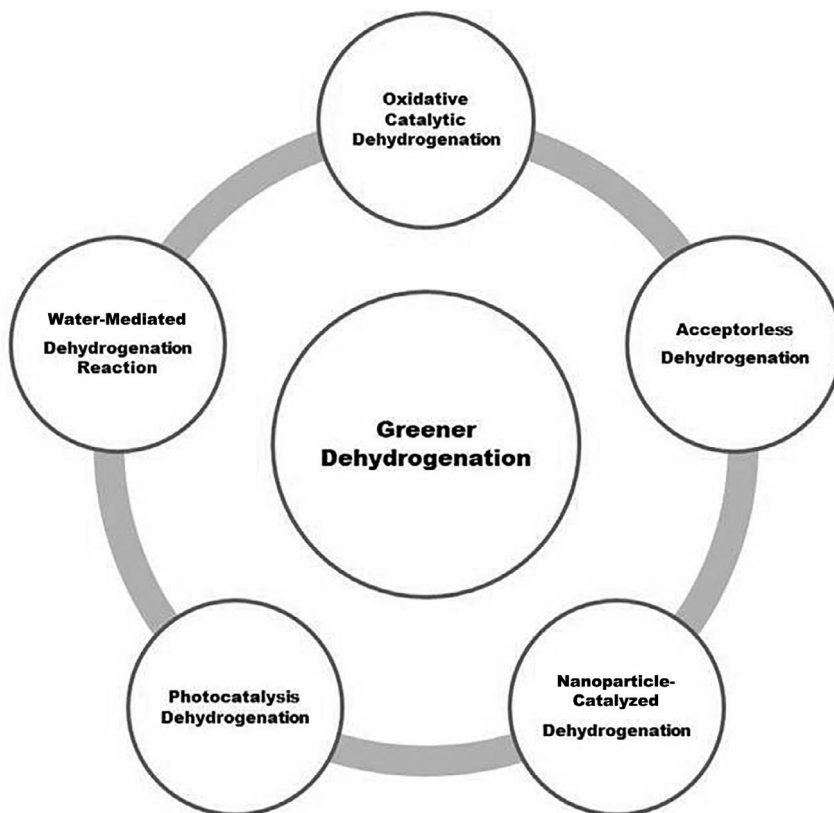 Oxidative
Catalytic
Dehydrogenation
Water-Mediated
Dehydrogenation
Reaction
Acceptorless
Dehydrogenation
Greener
Dehydrogenation
Photocatalysis
Dehydrogenation
Nanoparticle-
Catalyzed
Dehydrogenation